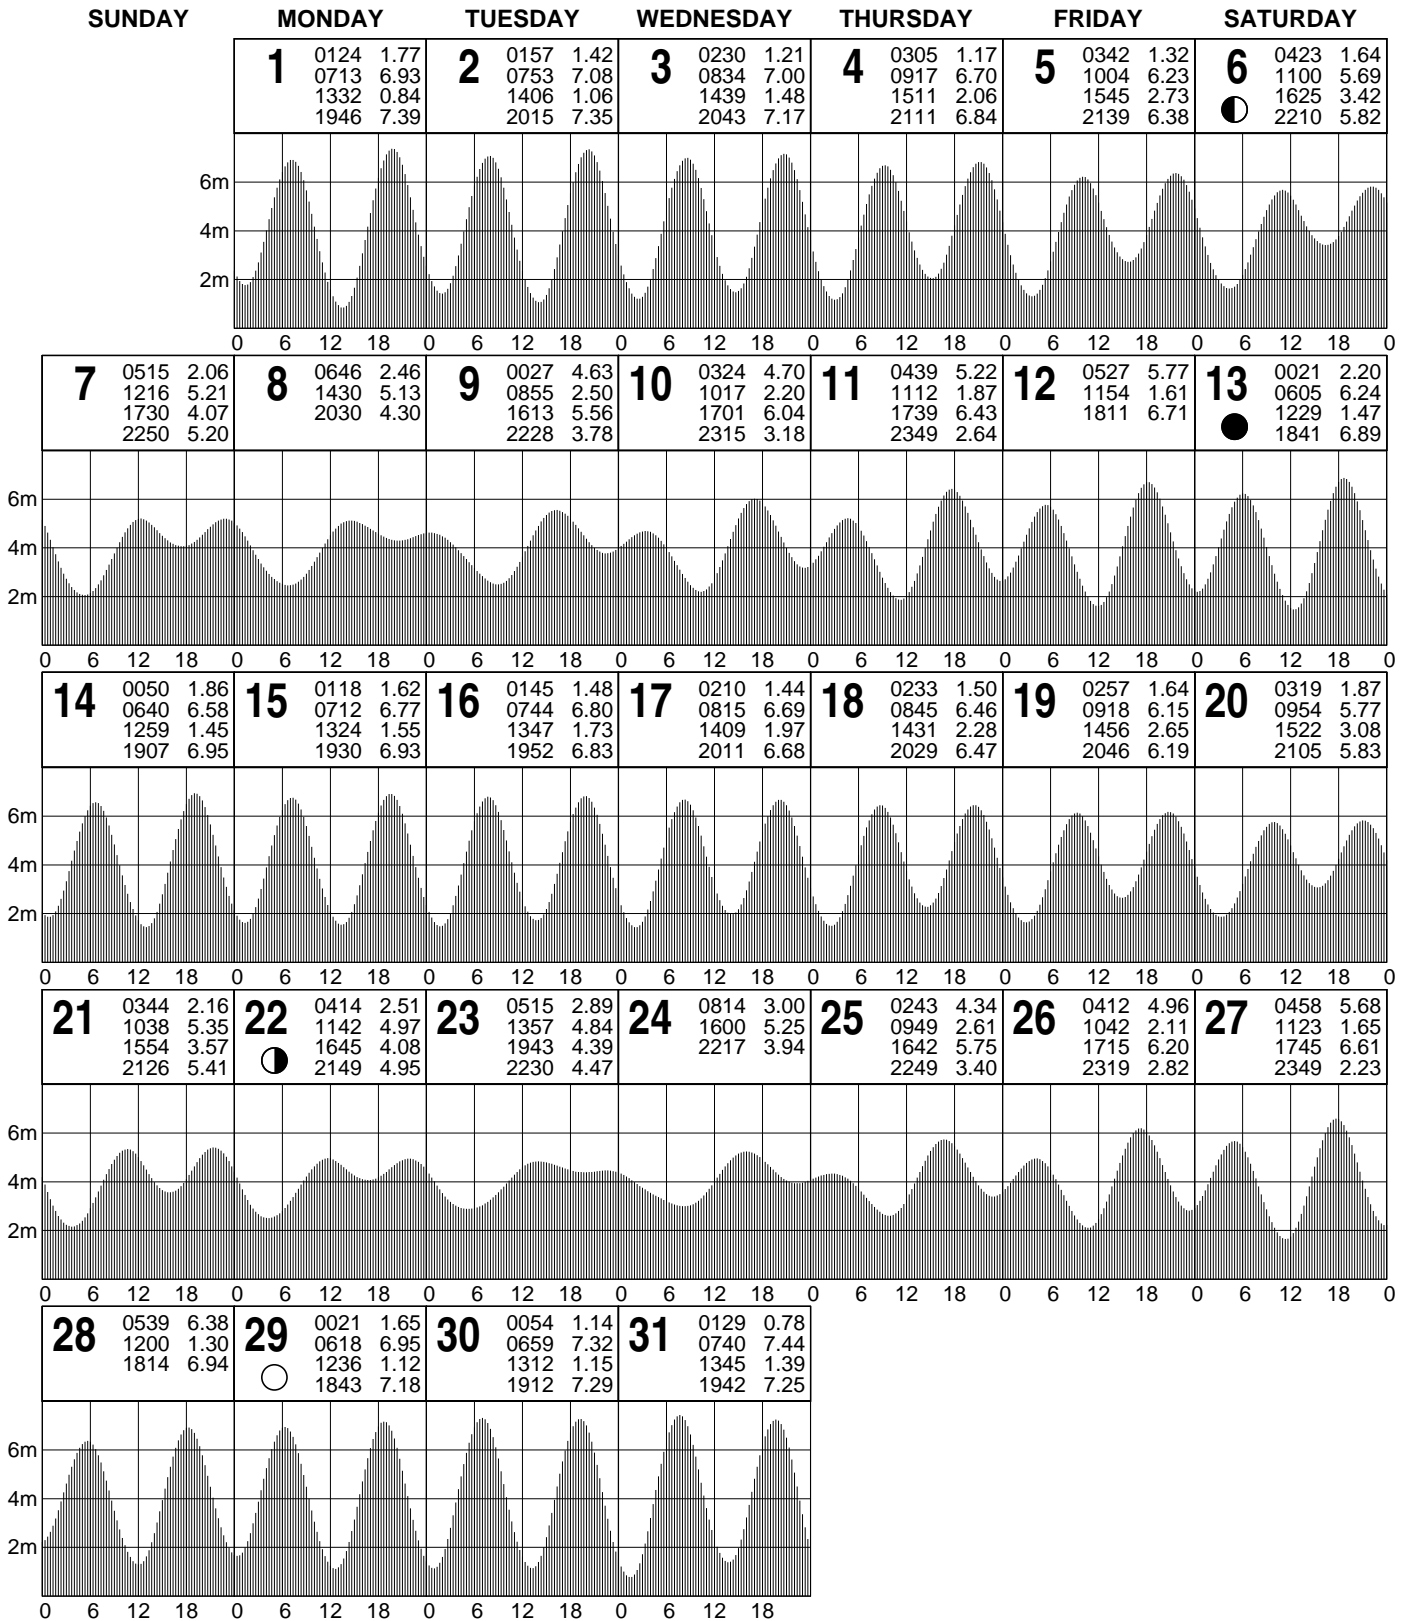 SUNDAY MONDAY TUESDAY WEDNESDAY THURSDAY FRIDAY SATURDAY
1 0124 1.77
0713 6.93
1332 0.84
1946 7.39
2 0157 1.42
0753 7.08
1406 1.06
2015 7.35
3 0230 1.21
0834 7.00
1439 1.48
2043 7.17
4 0305 1.17
0917 6.70
1511 2.06
2111 6.84
5 0342 1.32
1004 6.23
1545 2.73
2139 6.38
6 0423 1.64
1100 5.69
1625 3.42
2210 5.82
6m
4m
2m
0 6 12 18 0 6 12 18 0 6 12 18 0 6 12 18 0 6 12 18 0 6 12 18 0
7 0515 2.06
1216 5.21
1730 4.07
2250 5.20
8 0646 2.46
1430 5.13
2030 4.30
9 0027 4.63
0855 2.50
1613 5.56
2228 3.78
10 0324 4.70
1017 2.20
1701 6.04
2315 3.18
11 0439 5.22
1112 1.87
1739 6.43
2349 2.64
12 0527 5.77
1154 1.61
1811 6.71
13 0021 2.20
0605 6.24
1229 1.47
1841 6.89
6m
4m
2m
0 6 12 18 0 6 12 18 0 6 12 18 0 6 12 18 0 6 12 18 0 6 12 18 0 6 12 18 0
14 0050 1.86
0640 6.58
1259 1.45
1907 6.95
15 0118 1.62
0712 6.77
1324 1.55
1930 6.93
16 0145 1.48
0744 6.80
1347 1.73
1952 6.83
17 0210 1.44
0815 6.69
1409 1.97
2011 6.68
18 0233 1.50
0845 6.46
1431 2.28
2029 6.47
19 0257 1.64
0918 6.15
1456 2.65
2046 6.19
20 0319 1.87
0954 5.77
1522 3.08
2105 5.83
6m
4m
2m
0 6 12 18 0 6 12 18 0 6 12 18 0 6 12 18 0 6 12 18 0 6 12 18 0 6 12 18 0
21 0344 2.16
1038 5.35
1554 3.57
2126 5.41
22 0414 2.51
1142 4.97
1645 4.08
2149 4.95
23 0515 2.89
1357 4.84
1943 4.39
2230 4.47
24 0814 3.00
1600 5.25
2217 3.94
25 0243 4.34
0949 2.61
1642 5.75
2249 3.40
26 0412 4.96
1042 2.11
1715 6.20
2319 2.82
27 0458 5.68
1123 1.65
1745 6.61
2349 2.23
6m
4m
2m
0 6 12 18 0 6 12 18 0 6 12 18 0 6 12 18 0 6 12 18 0 6 12 18 0 6 12 18 0
28 0539 6.38
1200 1.30
1814 6.94
29 0021 1.65
0618 6.95
1236 1.12
1843 7.18
30 0054 1.14
0659 7.32
1312 1.15
1912 7.29
31 0129 0.78
0740 7.44
1345 1.39
1942 7.25
6m
4m
2m
0 6 12 18 0 6 12 18 0 6 12 18 0 6 12 18